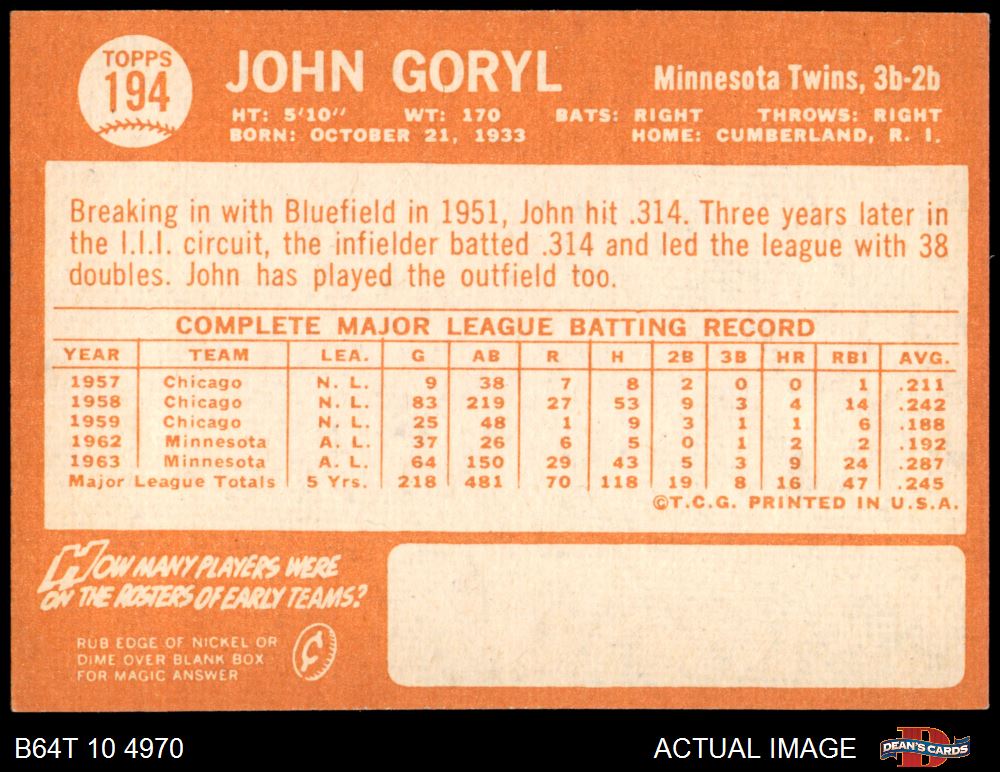 TOPPS
194
JOHN GORYL
Minnesota Twins, 3b-2b
HT: 5'10" WT: 170 BATS: RIGHT THROWS: RIGHT
BORN: OCTOBER 21, 1933 HOME: CUMBERLAND, R. I.
Breaking in with Bluefield in 1951, John hit .314. Three years later in
the I.I.I. circuit, the infielder batted .314 and led the league with 38
doubles. John has played the outfield too.
COMPLETE MAJOR LEAGUE BATTING RECORD
YEAR TEAM LEA. G AB R H 2B 3B HR RBI AVG.
1957 Chicago N. L. 9 38 7 8 2 0 0 1 .211
1958 Chicago N. L. 83 219 27 53 9 3 4 14 .242
1959 Chicago N. L. 25 48 1 9 3 1 1 6 .188
1962 Minnesota A. L. 37 26 6 5 0 1 2 2 .192
1963 Minnesota A. L. 64 150 29 43 5 3 9 24 .287
Major League Totals 5 Yrs. 218 481 70 118 19 8 16 47 .245
©T.C.G. PRINTED IN U.S.A.
HOW MANY PLAYERS WERE
ON THE ROSTERS OF EARLY TEAMS?
RUB EDGE OF NICKEL OR
DIME OVER BLANK BOX
FOR MAGIC ANSWER
¢
B64T 10 4970
ACTUAL IMAGE
D
DEAN'S CARDS